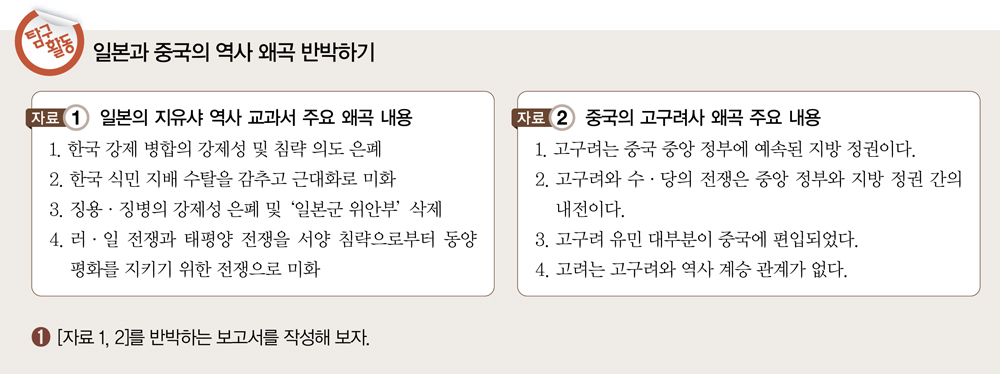 탐구
활동
일본과 중국의 역사 왜곡 반박하기
자료 1 일본의 지유샤 역사 교과서 주요 왜곡 내용
1. 한국 강제 병합의 강제성 및 침략 의도 은폐
2. 한국 식민 지배 수탈을 감추고 근대화로 미화
3. 징용·징병의 강제성 은폐 및 ‘일본군 위안부’ 삭제
4. 러·일 전쟁과 태평양 전쟁을 서양 침략으로부터 동양
평화를 지키기 위한 전쟁으로 미화
자료 2 중국의 고구려사 왜곡 주요 내용
1. 고구려는 중국 중앙 정부에 예속된 지방 정권이다.
2. 고구려와 수·당의 전쟁은 중앙 정부와 지방 정권 간의
내전이다.
3. 고구려 유민 대부분이 중국에 편입되었다.
4. 고려는 고구려와 역사 계승 관계가 없다.
1 [자료 1, 2]를 반박하는 보고서를 작성해 보자.